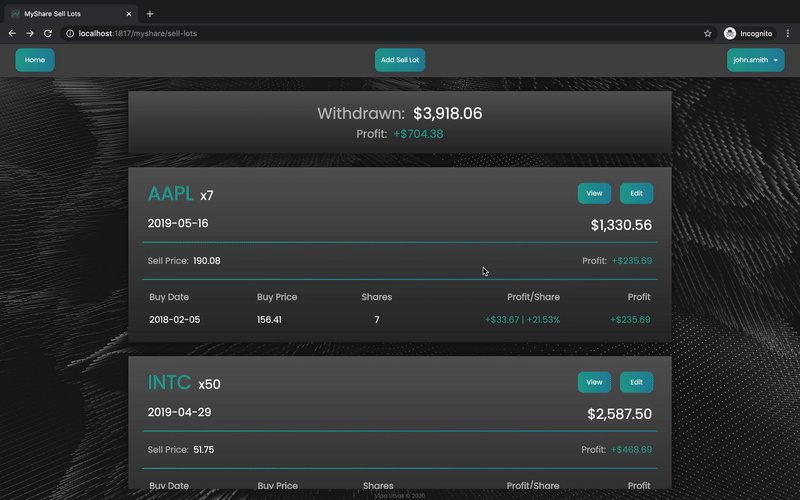 MyShare Sell Lots
localhost:1817/myshare/sell-lots
Incognito
Home
Add Sell Lot
john.smith
Withdrawn: $3,918.06
Profit: +$704.38
AAPL x7
View Edit
2019-05-16
$1,330.56
Sell Price: 190.08
Profit: +$235.69
Buy Date Buy Price Shares Profit/Share Profit
2018-02-05 156.41 7 +$33.67 | +21.53% +$235.69
INTC x50
View Edit
2019-04-29
$2,587.50
Sell Price: 51.75
Profit: +$468.69
Buy Date Buy Price Shares Profit/Share Profit
© 2020